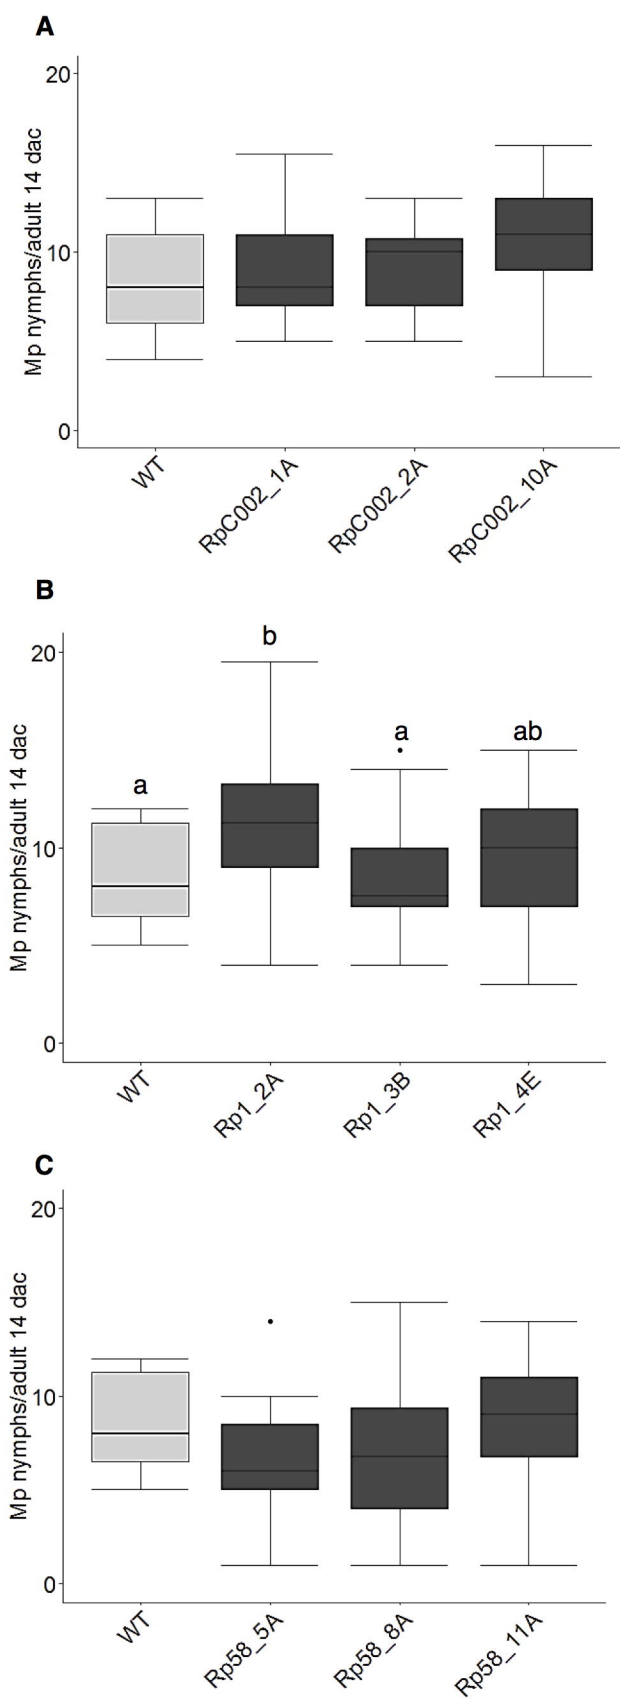 A
Mp nymphs/adult 14 dac
20
10
0
WT
RpC002_1A
RpC002_2A
RpC002_10A
B
Mp nymphs/adult 14 dac
20
10
0
a
b
a
ab
WT
Rp1_2A
Rp1_3B
Rp1_4E
C
Mp nymphs/adult 14 dac
20
10
0
WT
Rp58_5A
Rp58_8A
Rp58_11A